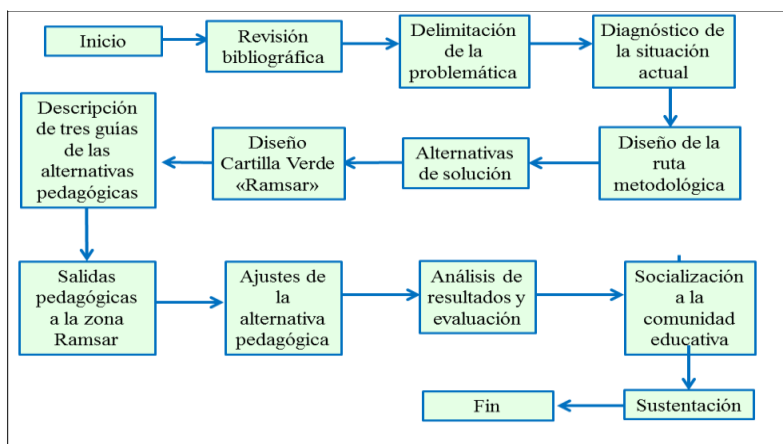 Inicio
Revisión
bibliográfica
Delimitación
de la
problemática
Diagnóstico de
la situación
actual
Diseño de la
ruta
metodológica
Alternativas
de solución
Diseño
Cartilla Verde
«Ramsar»
Descripción
de tres guías
de las
alternativas
pedagógicas
Salidas
pedagógicas
a la zona
Ramsar
Ajustes de
la
alternativa
pedagógica
Análisis de
resultados y
evaluación
Socialización
a la
comunidad
educativa
Sustentación
Fin